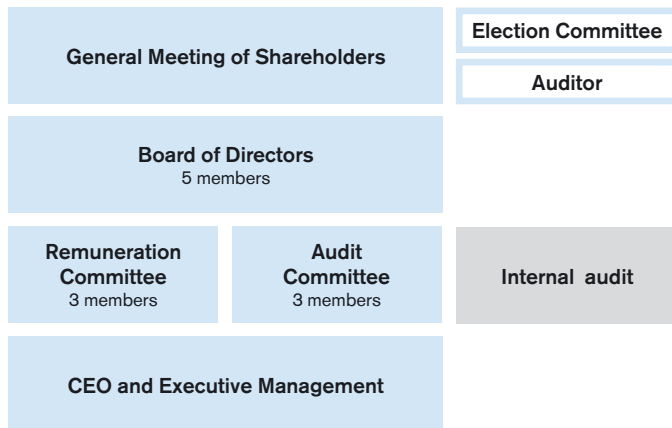 General Meeting of Shareholders
Election Committee
Auditor
Board of Directors
5 members
Remuneration
Committee
3 members
Audit
Committee
3 members
Internal audit
CEO and Executive Management